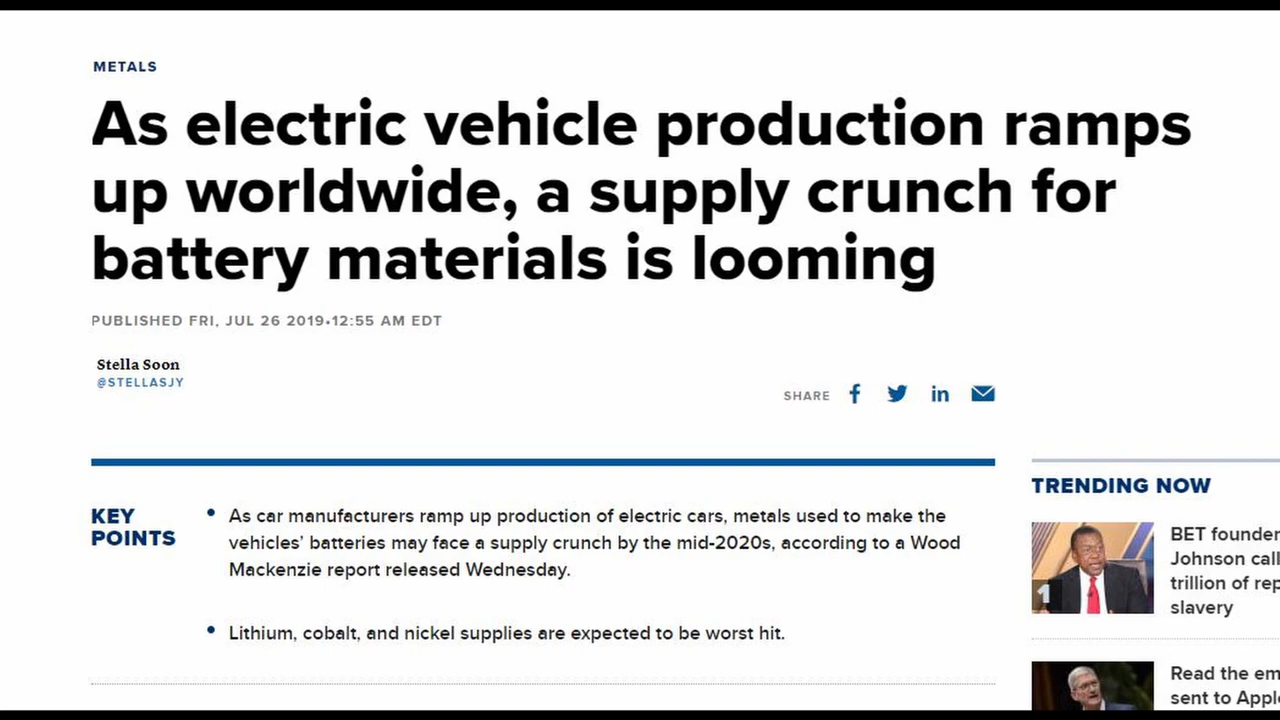 METALS
As electric vehicle production ramps
up worldwide, a supply crunch for
battery materials is looming
PUBLISHED FRI, JUL 26 2019•12:55 AM EDT
Stella Soon
@STELLASJY
SHARE
KEY
POINTS
• As car manufacturers ramp up production of electric cars, metals used to make the
vehicles’ batteries may face a supply crunch by the mid-2020s, according to a Wood
Mackenzie report released Wednesday.
• Lithium, cobalt, and nickel supplies are expected to be worst hit.
TRENDING NOW
1
BET founder
Johnson call
trillion of rep
slavery
Read the em
sent to Apple